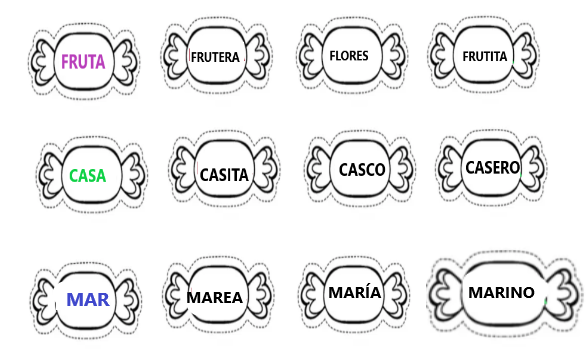 FRUTA FRUTERA FLORES FRUTITA
CASA CASITA CASCO CASERO
MAR MAREA MARÍA MARINO